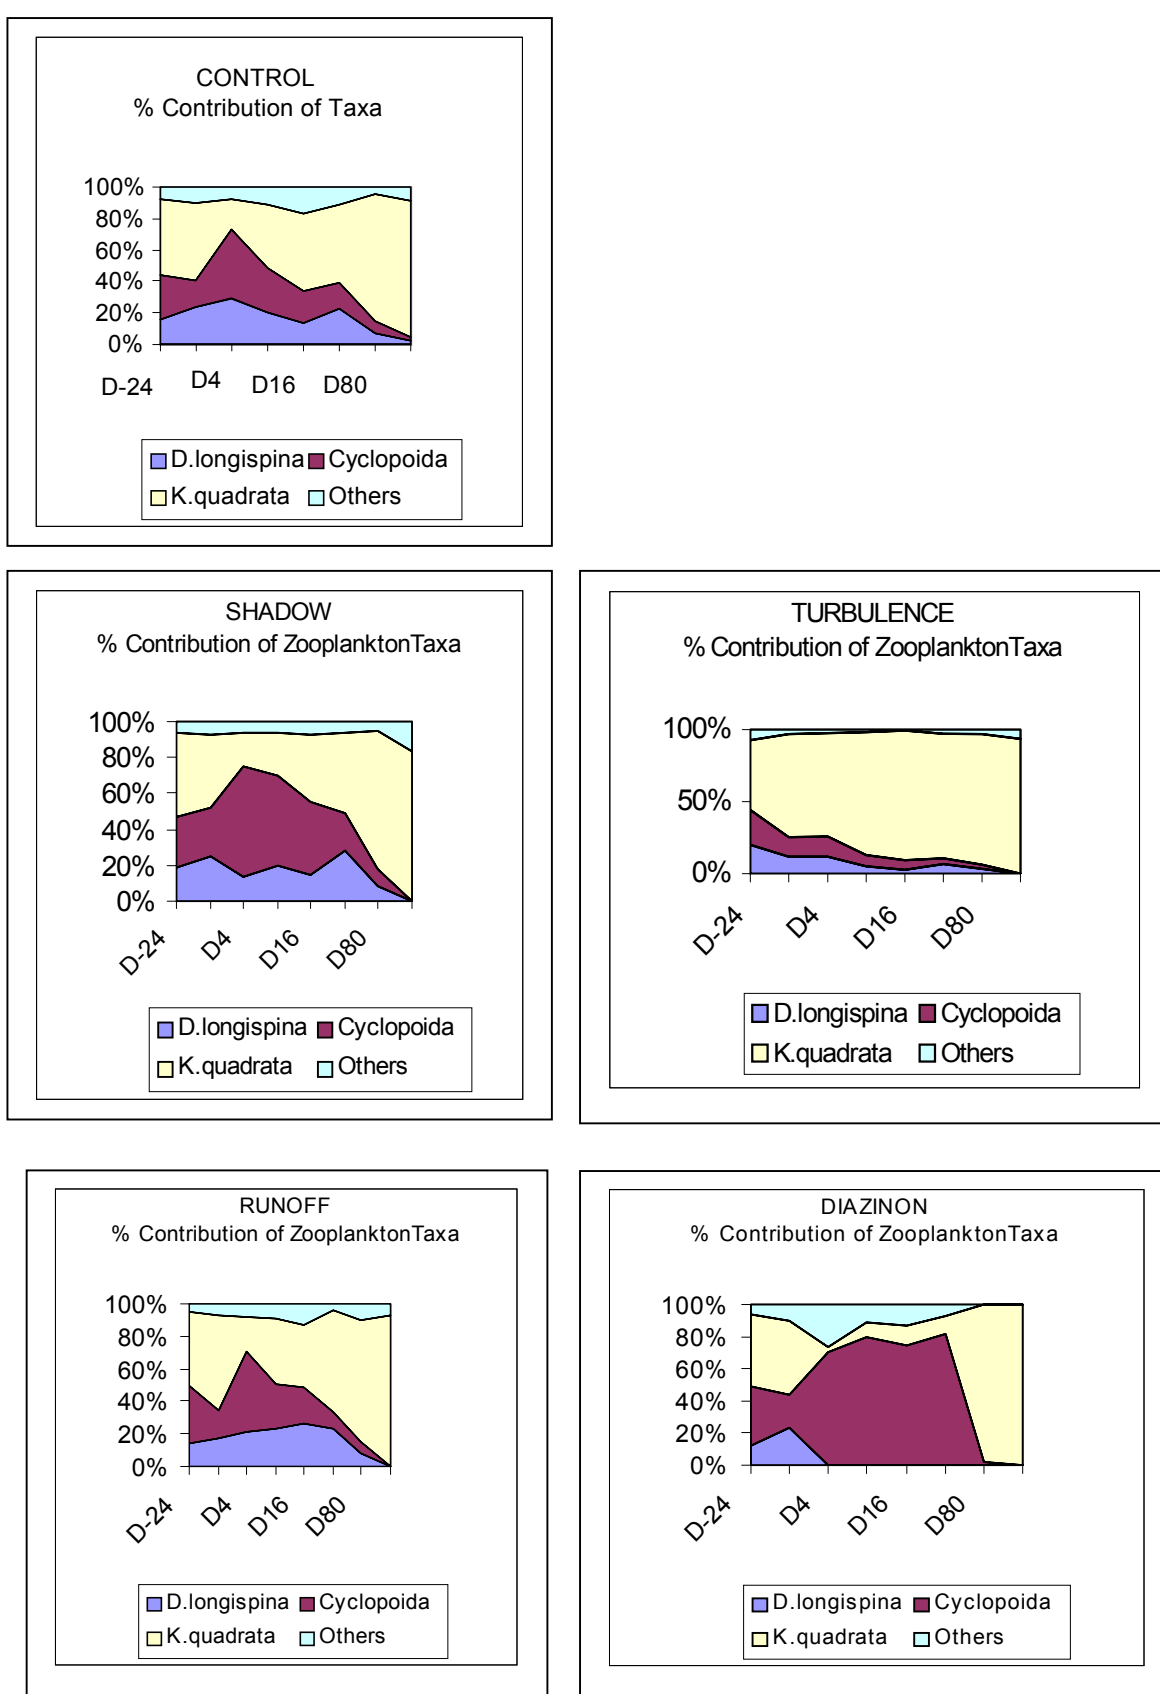 CONTROL
% Contribution of Taxa
100%
80%
60%
40%
20%
0%
D-24 D4 D16 D80
D.longispina Cyclopoida
K.quadrata Others
SHADOW
% Contribution of ZooplanktonTaxa
100%
80%
60%
40%
20%
0%
D-24 D4 D16 D80
D.longispina Cyclopoida
K.quadrata Others
TURBULENCE
% Contribution of ZooplanktonTaxa
100%
50%
0%
D-24 D4 D16 D80
D.longispina Cyclopoida
K.quadrata Others
RUNOFF
% Contribution of ZooplanktonTaxa
100%
80%
60%
40%
20%
0%
D-24 D4 D16 D80
D.longispina Cyclopoida
K.quadrata Others
DIAZINON
% Contribution of ZooplanktonTaxa
100%
80%
60%
40%
20%
0%
D-24 D4 D16 D80
D.longispina Cyclopoida
K.quadrata Others